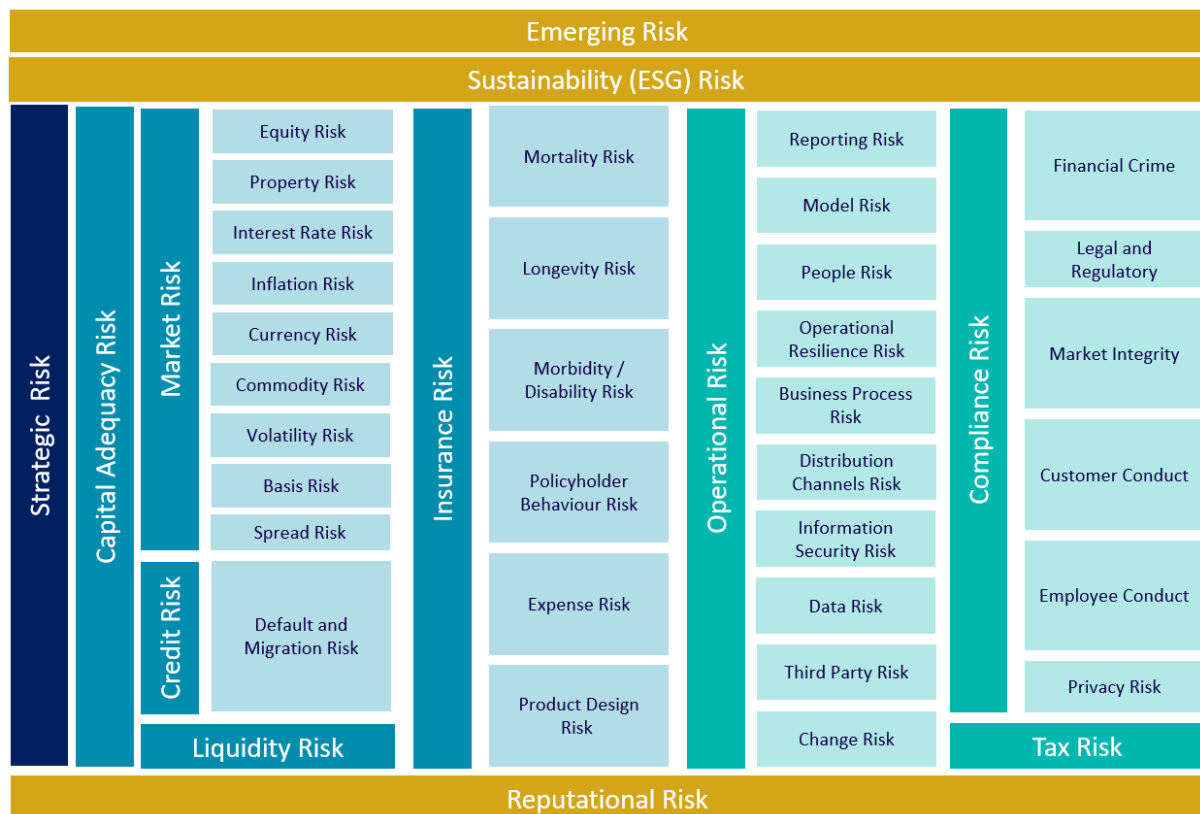 Emerging Risk
Sustainability (ESG) Risk
Strategic Risk
Capital Adequacy Risk
Market Risk
Equity Risk
Property Risk
Interest Rate Risk
Inflation Risk
Currency Risk
Commodity Risk
Volatility Risk
Basis Risk
Spread Risk
Credit Risk
Default and
Migration Risk
Liquidity Risk
Insurance Risk
Mortality Risk
Longevity Risk
Morbidity /
Disability Risk
Policyholder
Behaviour Risk
Expense Risk
Product Design
Risk
Operational Risk
Reporting Risk
Model Risk
People Risk
Operational
Resilience Risk
Business Process
Risk
Distribution
Channels Risk
Information
Security Risk
Data Risk
Third Party Risk
Change Risk
Compliance Risk
Financial Crime
Legal and
Regulatory
Market Integrity
Customer Conduct
Employee Conduct
Privacy Risk
Tax Risk
Reputational Risk